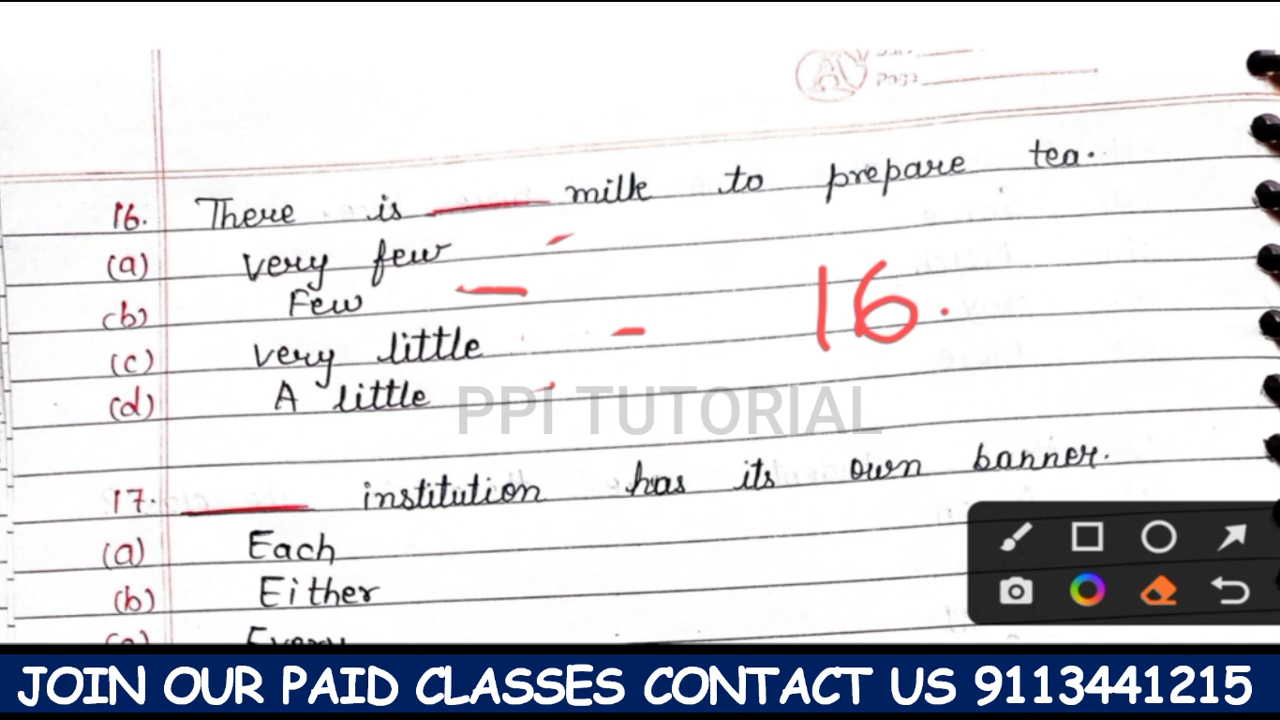 Page
16. There is ____ milk to prepare tea.
(a) very few
(b) Few
(c) very little
(d) A little
16.
PPI TUTORIAL
17. ____ institution has its own banner.
(a) Each
(b) Either
JOIN OUR PAID CLASSES CONTACT US 9113441215